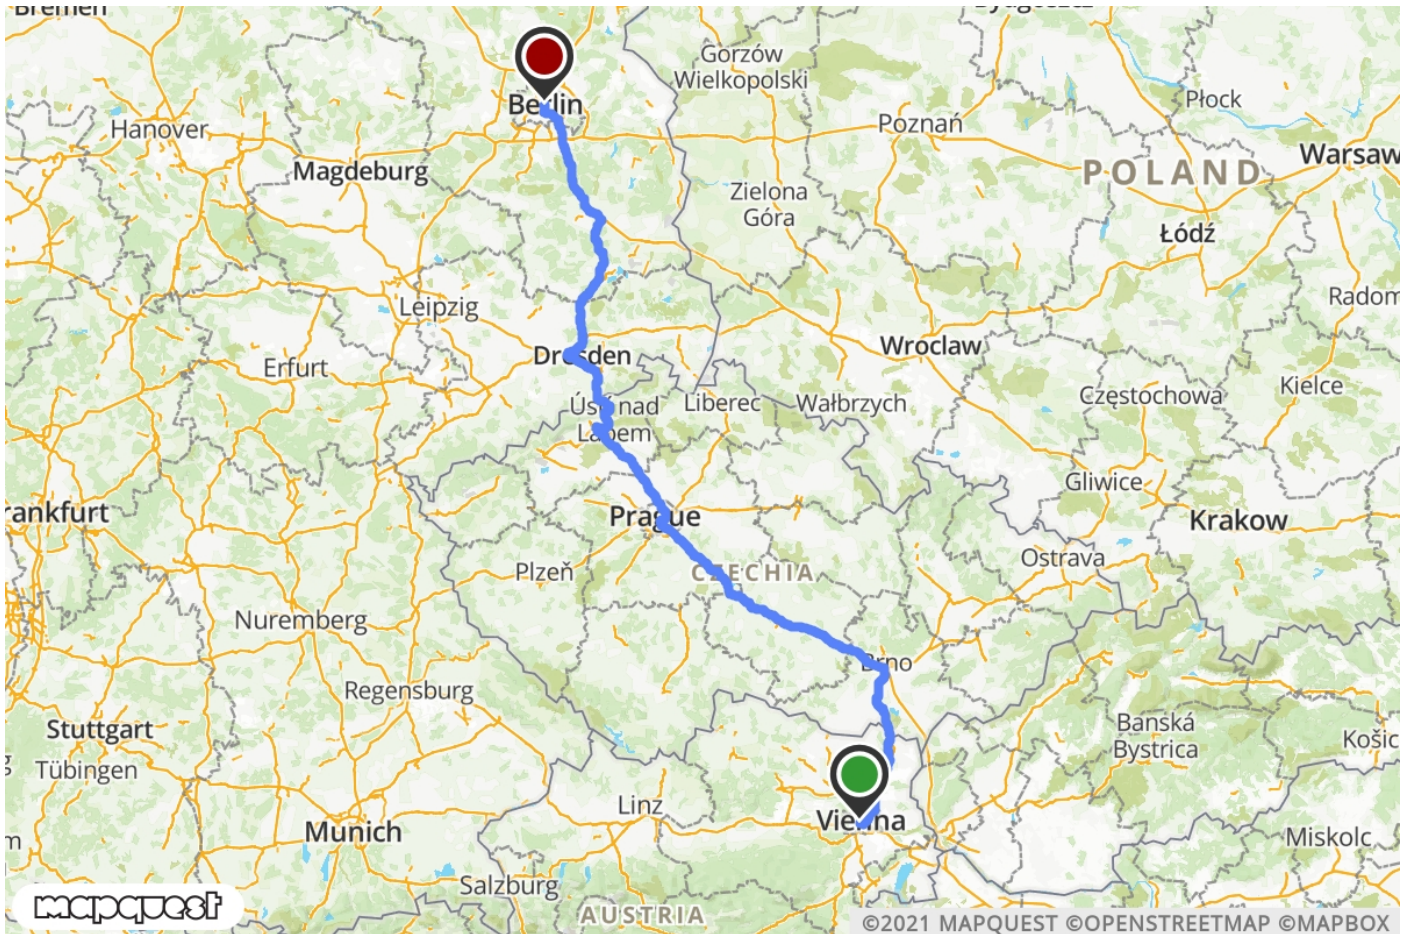 Bremen
Bydgoszcz
Gorzów
Wielkopolski
Płock
Berlin
Hanover
Poznań
Warsaw
POLAND
Magdeburg
Zielona
Góra
Łódź
Radom
Leipzig
Wroclaw
Dresden
Erfurt
Kielce
Częstochowa
Ústí nad
Labem
Liberec
Wałbrzych
Gliwice
rankfurt
Prague
Krakow
Ostrava
Plzeň
CZECHIA
Nuremberg
Brno
Regensburg
Stuttgart
Banská
Bystrica
Košic
Tübingen
Linz
Vienna
Munich
Miskolc
Salzburg
AUSTRIA
mapquest
©2021 MAPQUEST ©OPENSTREETMAP ©MAPBOX